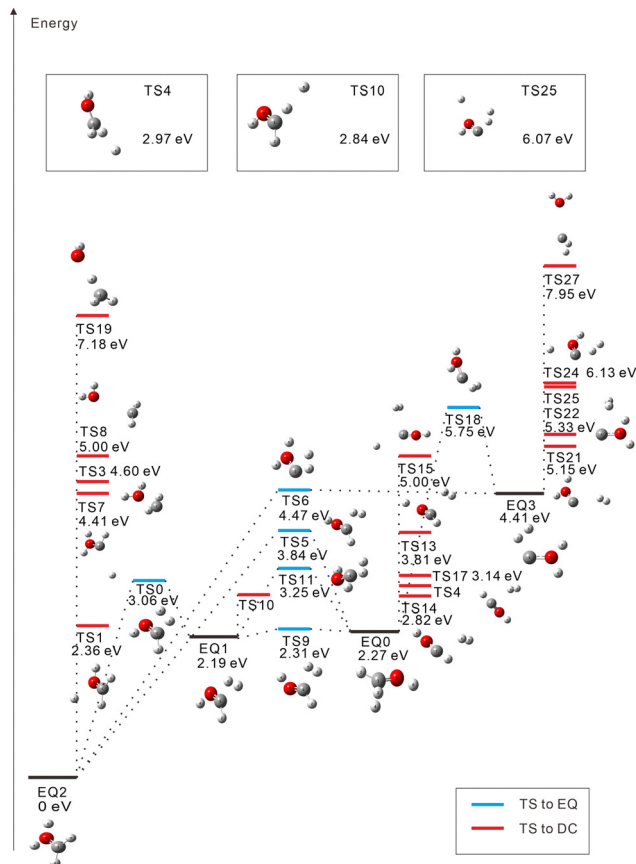 Energy
TS4
2.97 eV
TS10
2.84 eV
TS25
6.07 eV
TS19
7.18 eV
TS8
5.00 eV
TS3 4.60 eV
TS7
4.41 eV
TS0
3.06 eV
TS1
2.36 eV
EQ2
0 eV
TS6
4.47 eV
TS5
3.84 eV
TS11
3.25 eV
TS10
EQ1
2.19 eV
TS9
2.31 eV
EQ0
2.27 eV
TS18
5.75 eV
TS15
5.00 eV
TS13
3.81 eV
TS17 3.14 eV
TS4
TS14
2.82 eV
TS27
7.95 eV
TS24 6.13 eV
TS25
TS22
5.33 eV
TS21
5.15 eV
EQ3
4.41 eV
TS to EQ
TS to DC